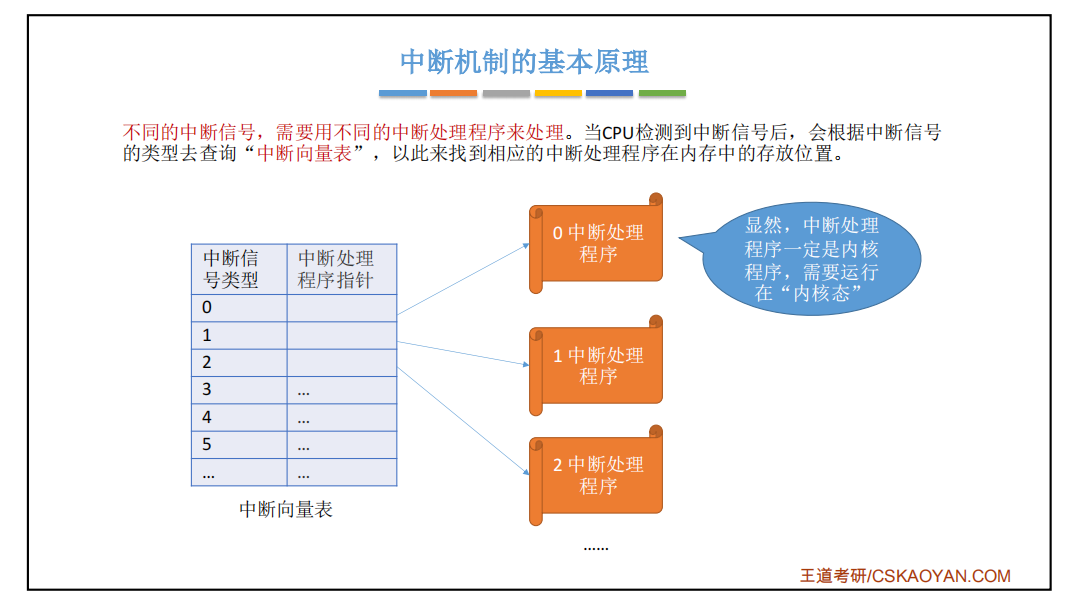 中断机制的基本原理
不同的中断信号，需要用不同的中断处理程序来处理。当CPU检测到中断信号后，会根据中断信号
的类型去查询“中断向量表”，以此来找到相应的中断处理程序在内存中的存放位置。
中断信
号类型
中断处理
程序指针
0
1
2
3 ...
4 ...
5 ...
... ...
中断向量表
0 中断处理
程序
1 中断处理
程序
2 中断处理
程序
......
显然，中断处理
程序一定是内核
程序，需要运行
在“内核态”
王道考研/CSKAOYAN.COM